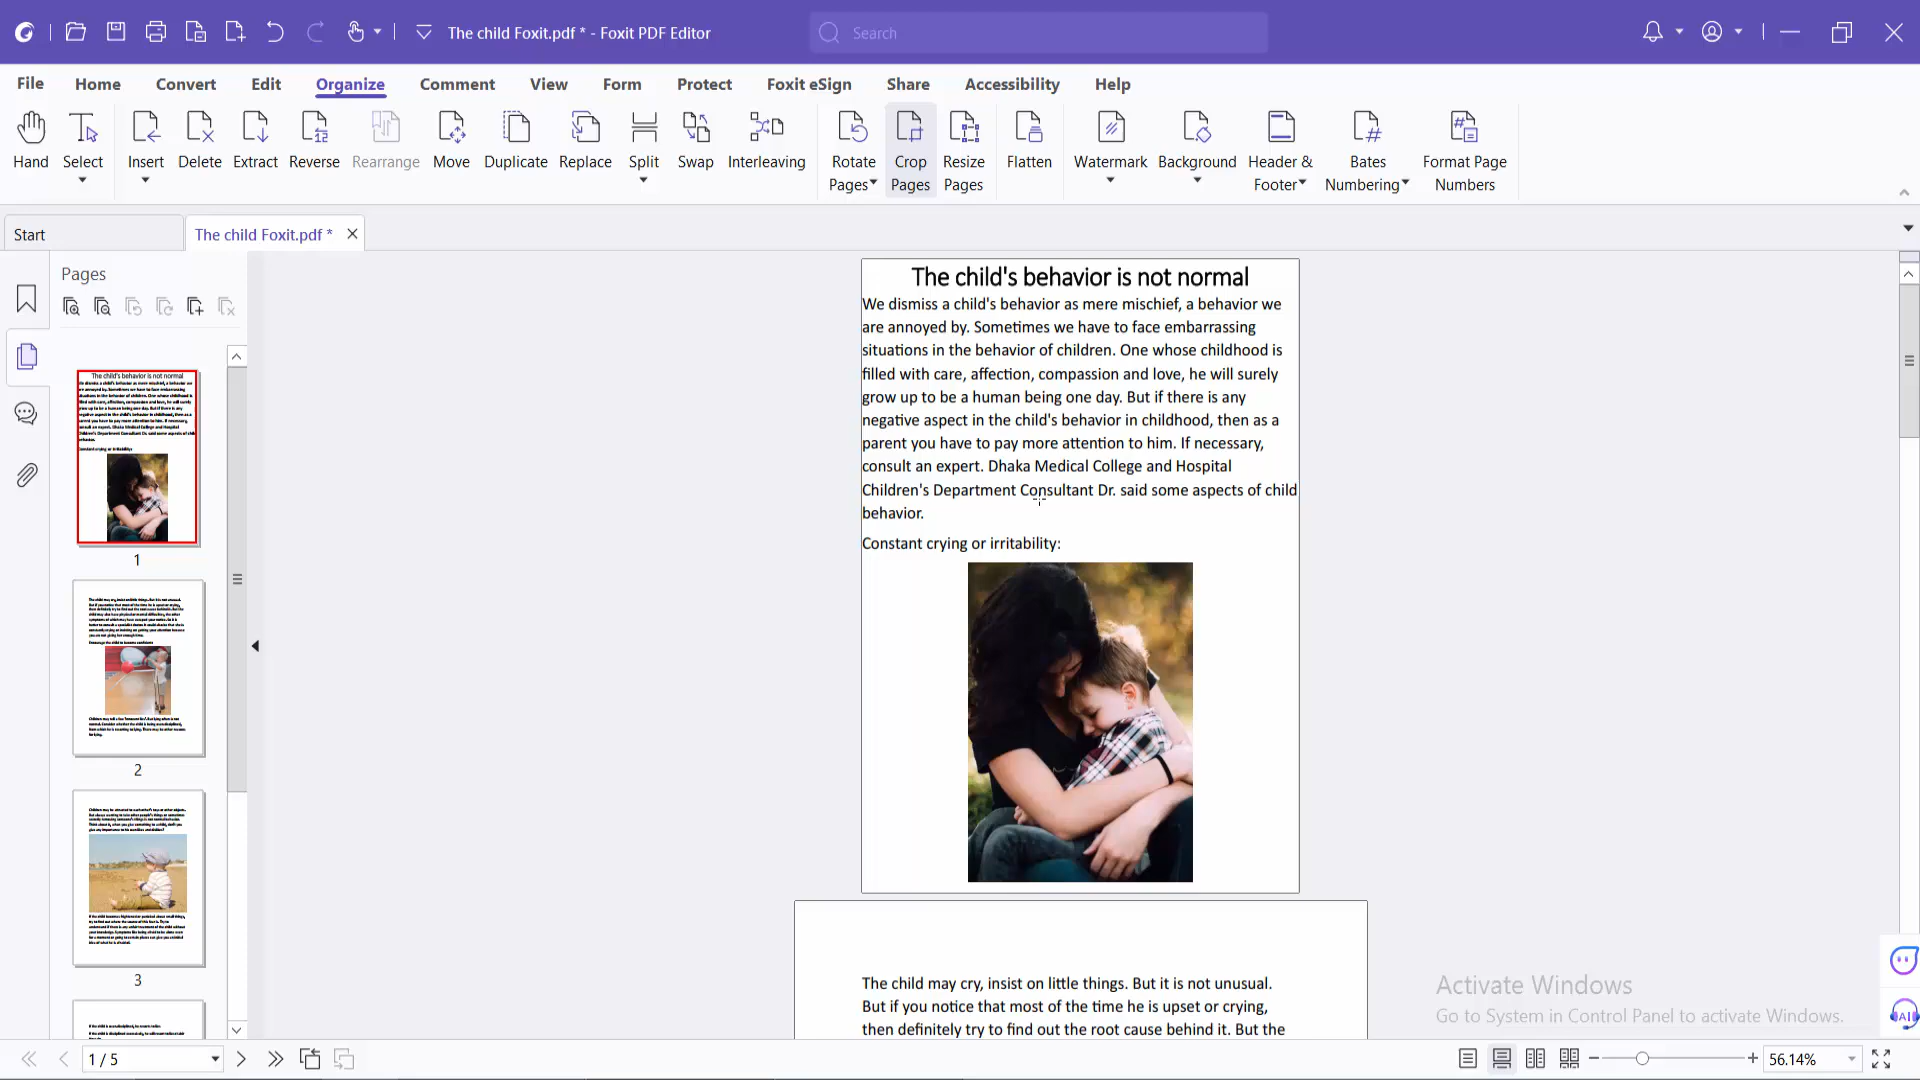 The child Foxit.pdf * - Foxit PDF Editor
Search
File Home Convert Edit Organize Comment View Form Protect Foxit eSign Share Accessibility Help
Hand Select Insert Delete Extract Reverse Rearrange Move Duplicate Replace Split Swap Interleaving Rotate Pages Crop Pages Resize Pages Flatten Watermark Background Header & Footer Bates Numbering Format Page Numbers
Start
The child Foxit.pdf *
Pages
1
2
3
The child's behavior is not normal
We dismiss a child's behavior as mere mischief, a behavior we
are annoyed by. Sometimes we have to face embarrassing
situations in the behavior of children. One whose childhood is
filled with care, affection, compassion and love, he will surely
grow up to be a human being one day. But if there is any
negative aspect in the child's behavior in childhood, then as a
parent you have to pay more attention to him. If necessary,
consult an expert. Dhaka Medical College and Hospital
Children's Department Consultant Dr. said some aspects of child
behavior.
Constant crying or irritability:
The child may cry, insist on little things. But it is not unusual.
But if you notice that most of the time he is upset or crying,
then definitely try to find out the root cause behind it. But the
Activate Windows
Go to System in Control Panel to activate Windows.
AI
1 / 5
56.14%